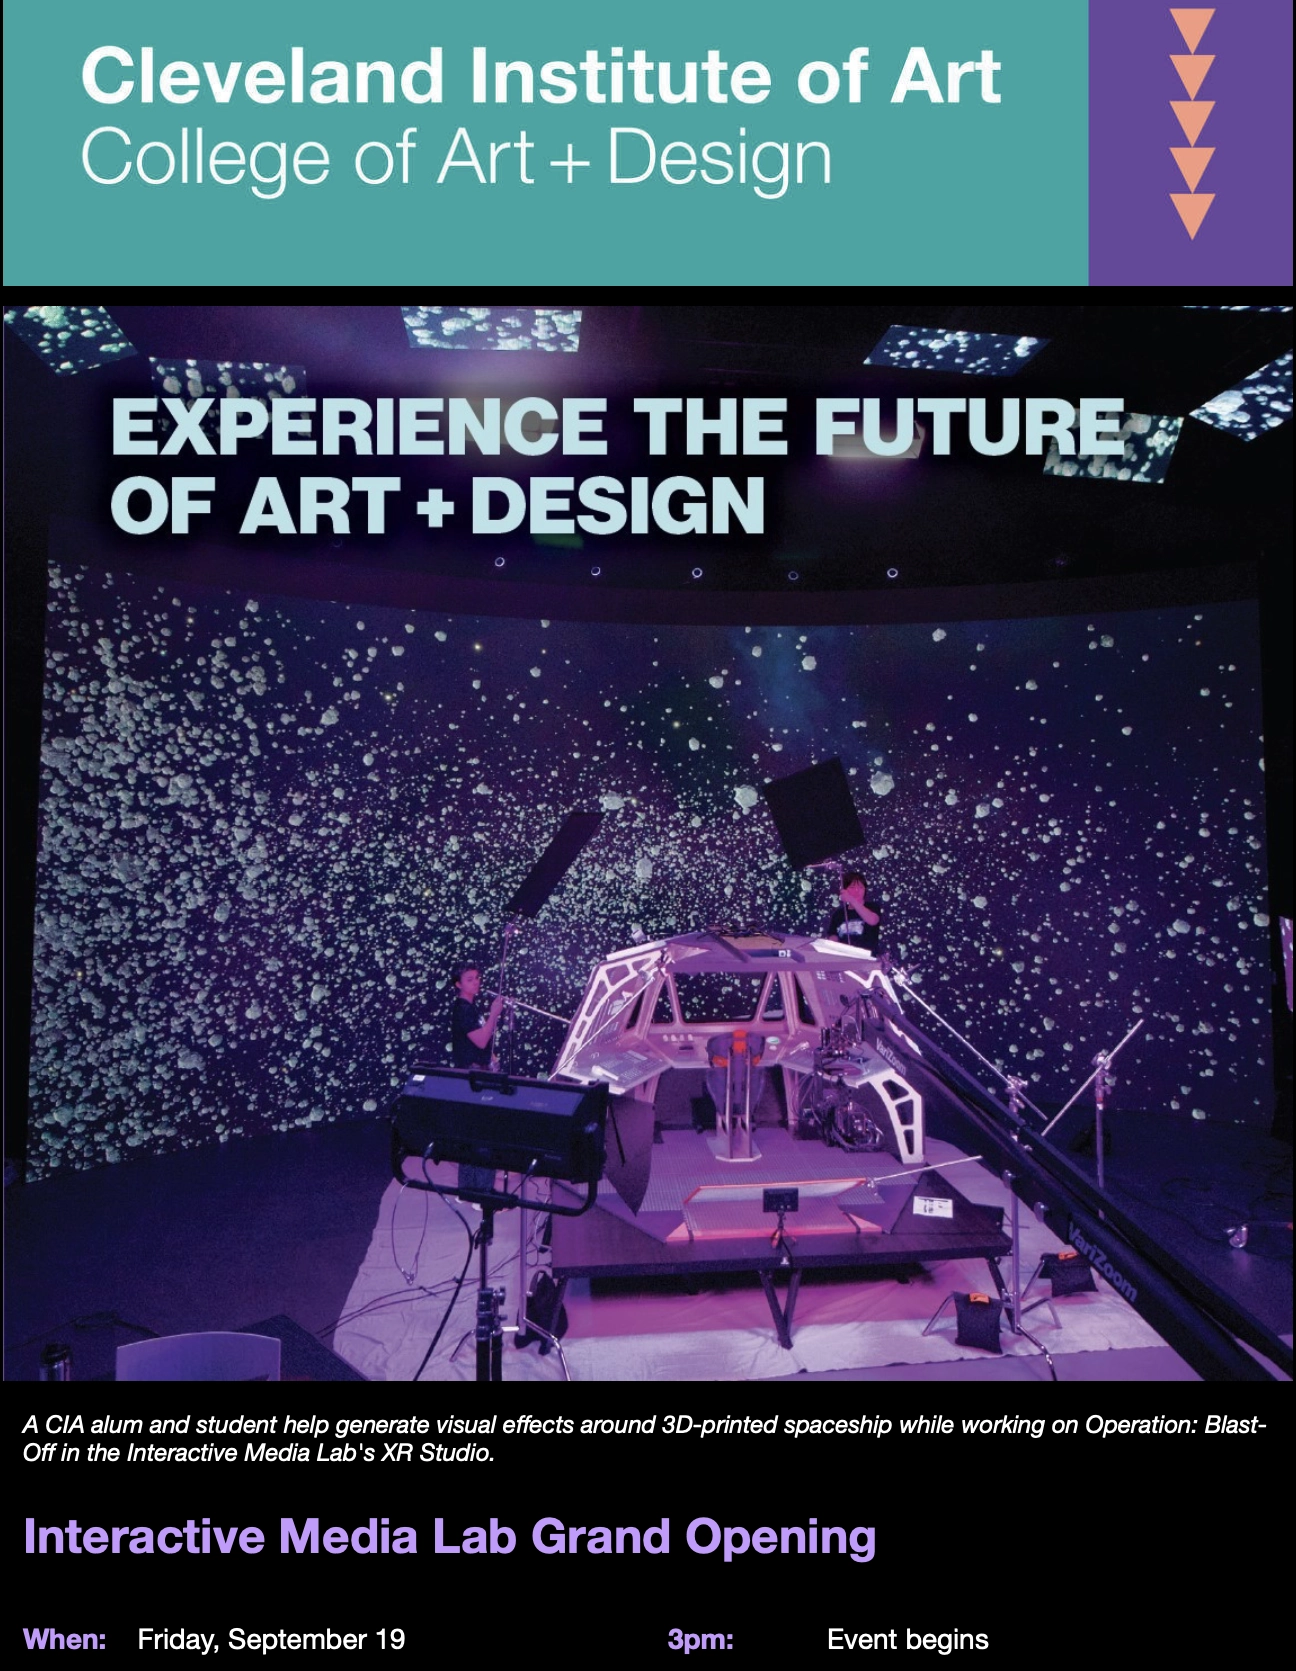 Cleveland Institute of Art
College of Art + Design
EXPERIENCE THE FUTURE
OF ART + DESIGN
VariZoom
VariZoom
A CIA alum and student help generate visual effects around 3D-printed spaceship while working on Operation: Blast-
Off in the Interactive Media Lab's XR Studio.
Interactive Media Lab Grand Opening
When: Friday, September 19 3pm: Event begins